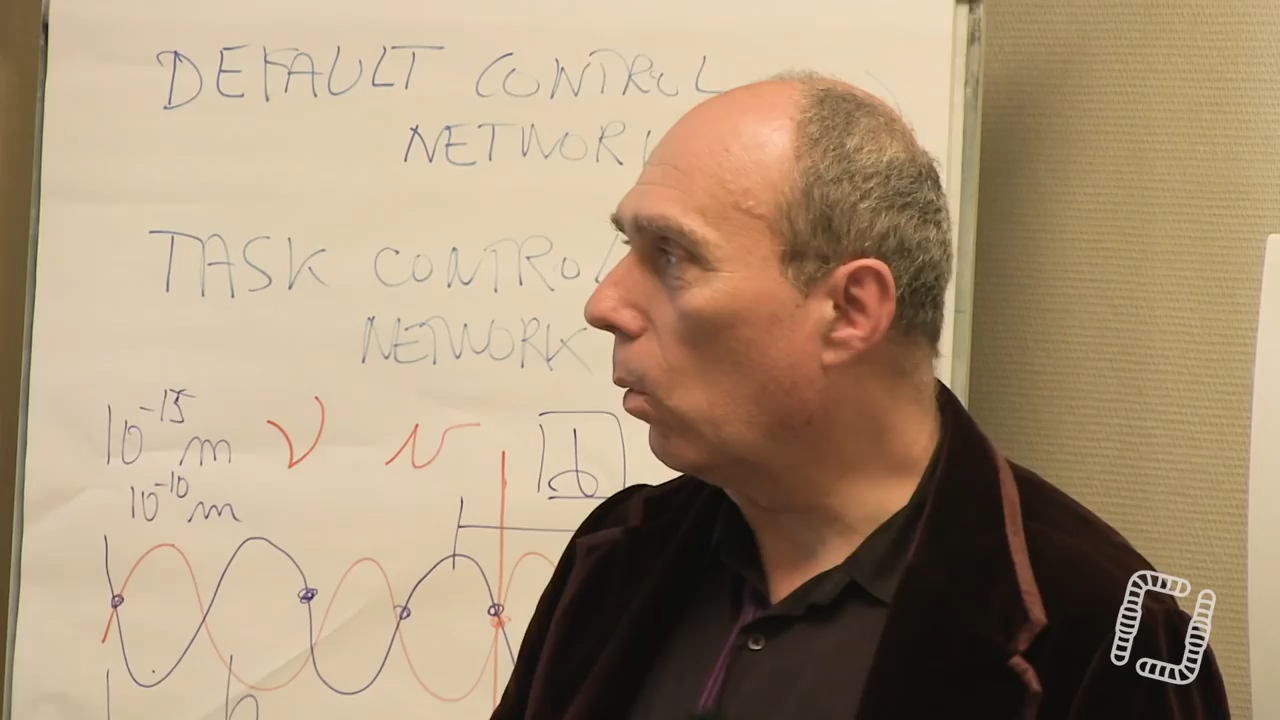 DEFAULT CONTROL
NETWORK
TASK CONTROL
NETWORK
10⁻¹⁵ m ν
10⁻¹⁰ m